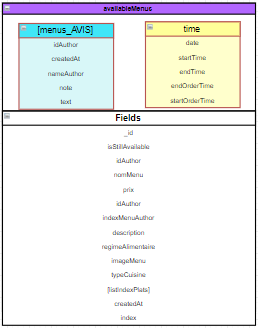 availableMenus
[menus_AVIS]
idAuthor
createdAt
nameAuthor
note
text
time
date
startTime
endTime
endOrderTime
startOrderTime
Fields
_id
isStillAvailable
idAuthor
nomMenu
prix
idAuthor
indexMenuAuthor
description
regimeAlimentaire
imageMenu
typeCuisine
[listIndexPlats]
createdAt
index